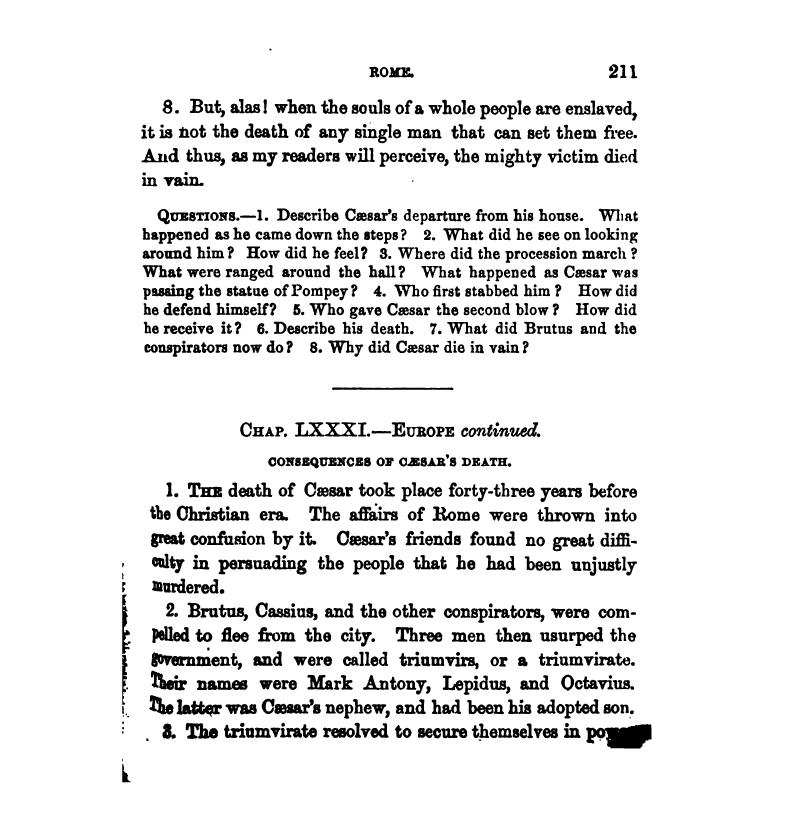 ROME. 211
8. But, alas! when the souls of a whole people are enslaved,
it is not the death of any single man that can set them free.
And thus, as my readers will perceive, the mighty victim died
in vain.
QUESTIONS.—1. Describe Cæsar's departure from his house. What
happened as he came down the steps? 2. What did he see on looking
around him? How did he feel? 3. Where did the procession march?
What were ranged around the hall? What happened as Cæsar was
passing the statue of Pompey? 4. Who first stabbed him? How did
he defend himself? 5. Who gave Cæsar the second blow? How did
he receive it? 6. Describe his death. 7. What did Brutus and the
conspirators now do? 8. Why did Cæsar die in vain?
CHAP. LXXXI.—EUROPE continued.
CONSEQUENCES OF CÆSAR'S DEATH.
1. THE death of Cæsar took place forty-three years before
the Christian era. The affairs of Rome were thrown into
great confusion by it. Cæsar's friends found no great diffi-
culty in persuading the people that he had been unjustly
murdered.
2. Brutus, Cassius, and the other conspirators, were com-
pelled to flee from the city. Three men then usurped the
government, and were called triumvirs, or a triumvirate.
Their names were Mark Antony, Lepidus, and Octavius.
The latter was Cæsar's nephew, and had been his adopted son.
3. The triumvirate resolved to secure themselves in